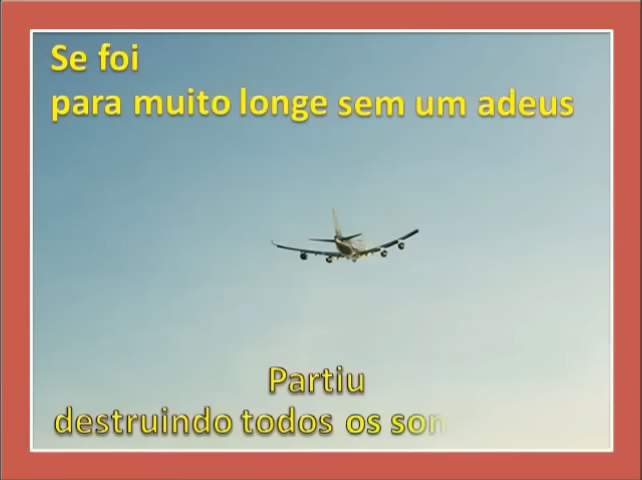 Se foi
para muito longe sem um adeus
Partiu
destruindo todos os